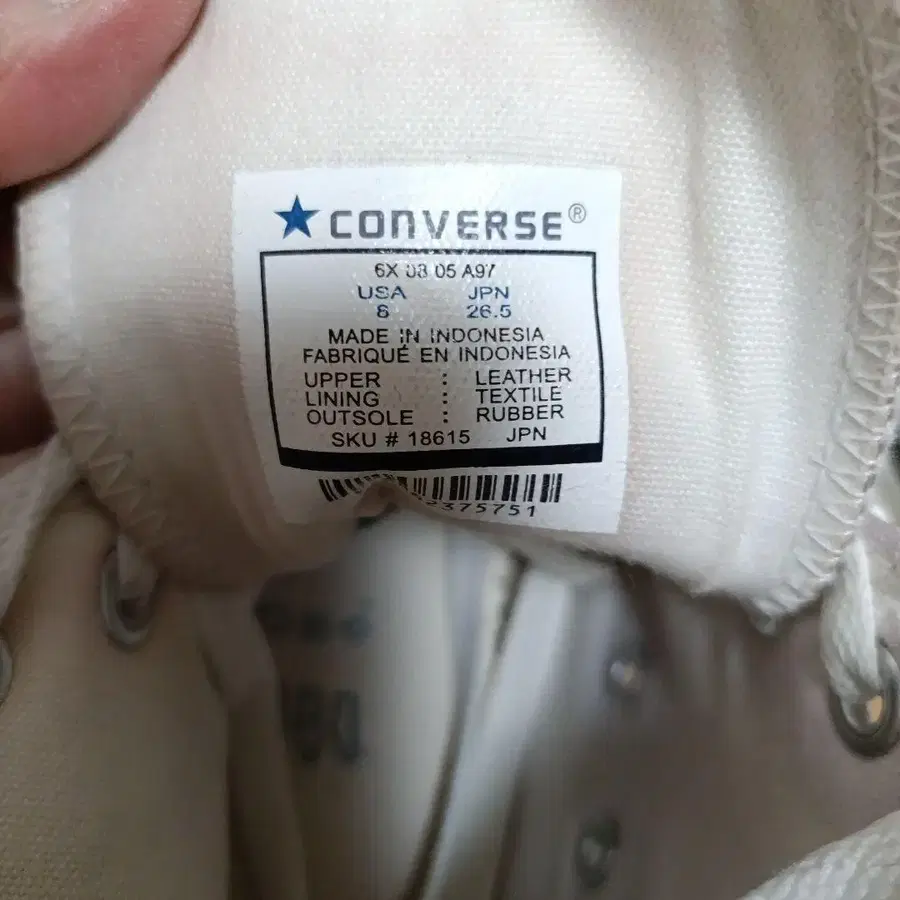 CONVERSE®
6X 08 05 A97
USA JPN
8 26.5
MADE IN INDONESIA
FABRIQUÉ EN INDONESIA
UPPER : LEATHER
LINING : TEXTILE
OUTSOLE : RUBBER
SKU # 18615 JPN
2375751